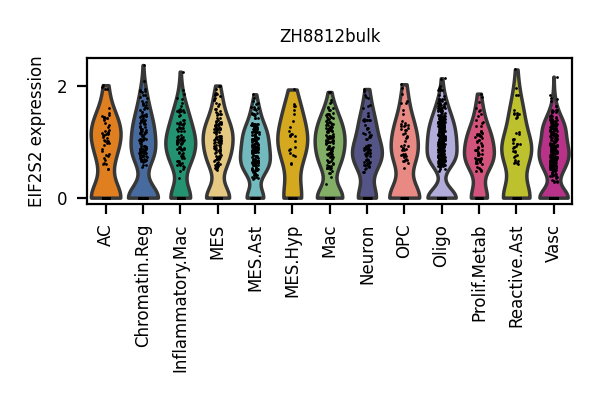 ZH8812bulk
EIF2S2 expression
2
0
AC
Chromatin.Reg
Inflammatory.Mac
MES
MES.Ast
MES.Hyp
Mac
Neuron
OPC
Oligo
Prolif.Metab
Reactive.Ast
Vasc